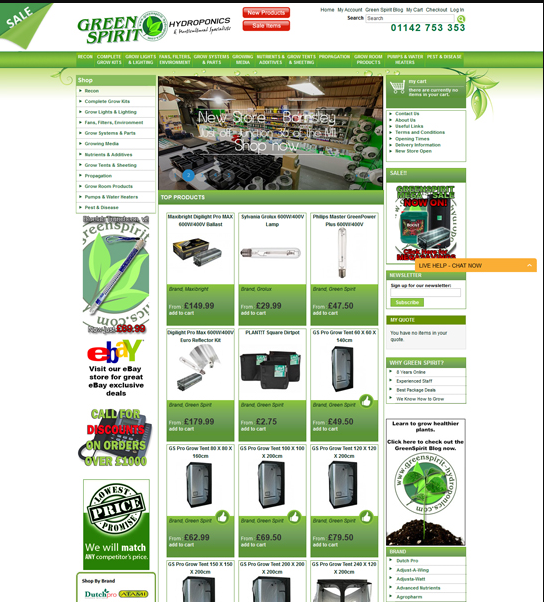 SALE
GREEN SPIRIT
HYDROPONICS
& Horticultural Specialists
New Products
Sale Items
Home My Account Green Spirit Blog My Cart Checkout Log In
Search Search Green Spirit
01142 753 353
RECON
COMPLETE GROW KITS
GROW LIGHTS & LIGHTING
FANS, FILTERS, ENVIRONMENT
GROW SYSTEMS & PARTS
GROWING MEDIA
NUTRIENTS & ADDITIVES
GROW TENTS & SHEETING
PROPAGATION
GROW ROOM PRODUCTS
PUMPS & WATER HEATERS
PEST & DISEASE
Shop
Recon
Complete Grow Kits
Grow Lights & Lighting
Fans, Filters, Environment
Grow Systems & Parts
Growing Media
Nutrients & Additives
Grow Tents & Sheeting
Propagation
Grow Room Products
Pumpa & Water Heaters
Pest & Disease
greenspirit
Now just £89.99
ebay
Visit our eBay
store for great
eBay exclusive
deals
CALL FOR
DISCOUNTS
ON ORDERS
OVER £1000
LOWEST
PRICE
PROMISE
We will match
ANY competitor's price.
Shop By Brand
Dutchpro ATAMI
New Store - Barnsley
Just off Junction 36 of the M1
Shop now
2
TOP PRODUCTS
Maxibright Digilight Pro MAX
600W/400V Ballast
Brand: Maxibright
From £149.99
add to cart
Sylvania Grolux 600W/400V
Lamp
Brand: Grolux
From £29.99
add to cart
Philips Master GreenPower
Plus 600W/400V
Brand: Green Spirit
From £47.50
add to cart
Digilight Pro Max 600W/400V
Euro Reflector Kit
Brand: Green Spirit
From £179.99
add to cart
PLANT!T Square Dirtpot
Brand: Green Spirit
From £2.75
add to cart
GS Pro Grow Tent 60 X 60 X
140cm
Brand: Green Spirit
From £49.50
add to cart
GS Pro Grow Tent 80 X 80 X
160cm
Brand: Green Spirit
From £62.99
add to cart
GS Pro Grow Tent 100 X 100
X 200cm
Brand: Green Spirit
From £69.50
add to cart
GS Pro Grow Tent 120 X 120
X 200cm
Brand: Green Spirit
From £79.50
add to cart
GS Pro Grow Tent 150 X 150
X 200cm
GS Pro Grow Tent 200 X 200
X 200cm
GS Pro Grow Tent 240 X 120
X 200cm
my cart
there are currently no
items in your cart.
Contact Us
About Us
Useful Links
Terms and Conditions
Opening Times
Delivery Information
New Store Open
SALE!!
GREENSPIRIT
MEGA SALE
NOW ON!
BOOST
LIVE HELP - CHAT NOW
NEWSLETTER
Sign up for our newsletter:
Subscribe
MY QUOTE
You have no items in your
quote.
WHY GREEN SPIRIT?
8 Years Online
Experienced Staff
Best Package Deals
We Know How to Grow
Learn to grow healthier
plants.
Click here to check out the
GreenSpirit Blog now.
www.greenspirit-hydroponics.com
BRAND
Dutch Pro
Adjust-A-Wing
Adjusta-Watt
Advanced Nutrients
Agropharm